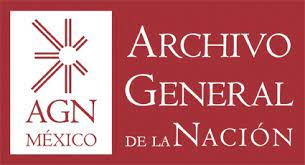 AGN
MÉXICO
ARCHIVO
GENERAL
DE LA NACIÓN